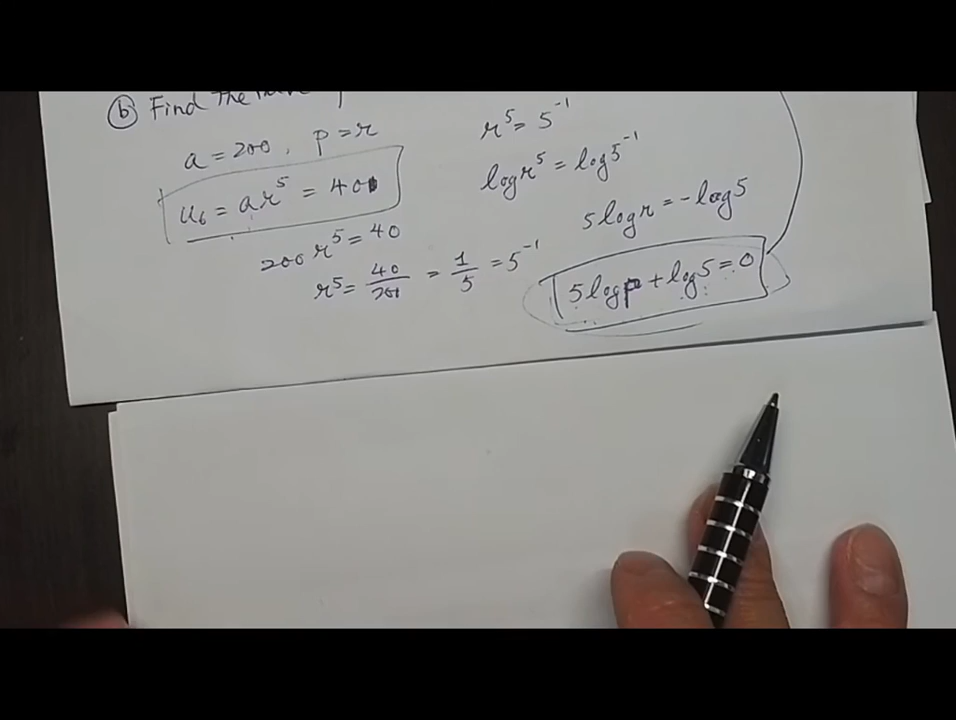 ⓑ Find the
a = 200 , p = r
u₆ = ar⁵ = 40
200 r⁵ = 40
r⁵ = 40/200 = 1/5 = 5⁻¹
r⁵ = 5⁻¹
log r⁵ = log 5⁻¹
5 log r = - log 5
5 log p + log 5 = 0